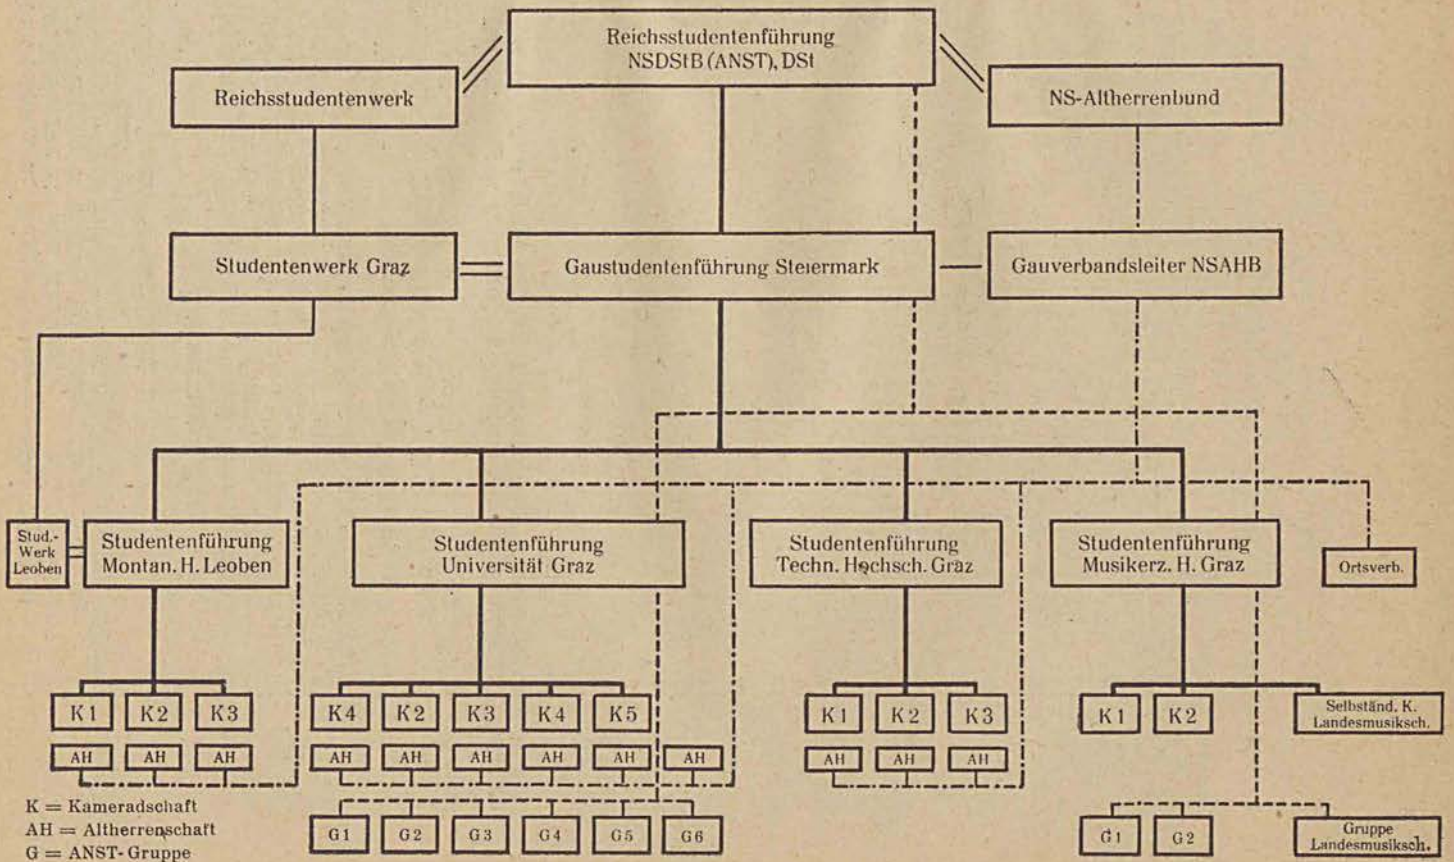 Reichsstudentenführung
NSDStB (ANST), DSt
Reichsstudentenwerk
NS-Altherrenbund
Studentenwerk Graz
Gaustudentenführung Steiermark
Gauverbandsleiter NSAHB
Stud.-
Werk
Leoben
Studentenführung
Montan. H. Leoben
Studentenführung
Universität Graz
Studentenführung
Techn. Hochsch. Graz
Studentenführung
Musikerz. H. Graz
Ortsverb.
K1 K2 K3
K4 K2 K3 K4 K5
K1 K2 K3
K1 K2
Selbständ. K.
Landesmusiksch.
AH AH AH
AH AH AH AH AH AH
AH AH AH
K = Kameradschaft
AH = Altherrenschaft
G = ANST-Gruppe
G1 G2 G3 G4 G5 G6
G1 G2
Gruppe
Landesmusiksch.